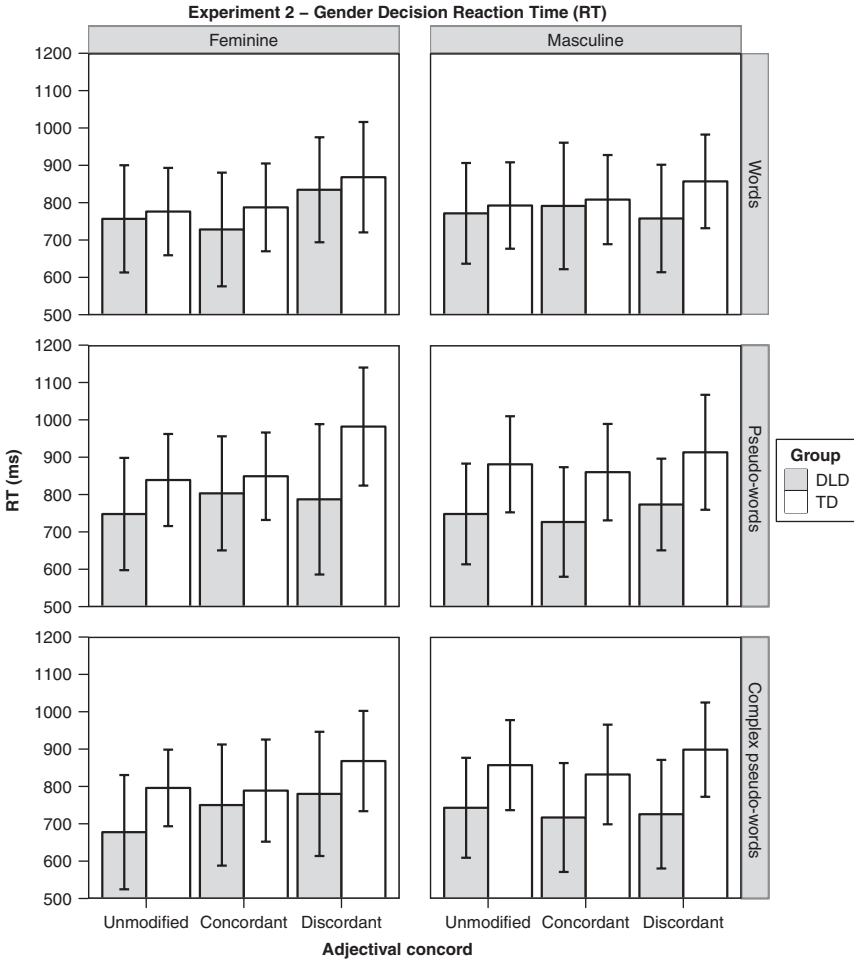 Experiment 2 – Gender Decision Reaction Time (RT)
Feminine
Masculine
1200
1100
1000
900
800
700
600
500
Words
1200
1100
1000
900
800
700
600
500
Pseudo-words
RT (ms)
Group
DLD
TD
1200
1100
1000
900
800
700
600
500
Complex pseudo-words
Unmodified Concordant Discordant
Unmodified Concordant Discordant
Adjectival concord